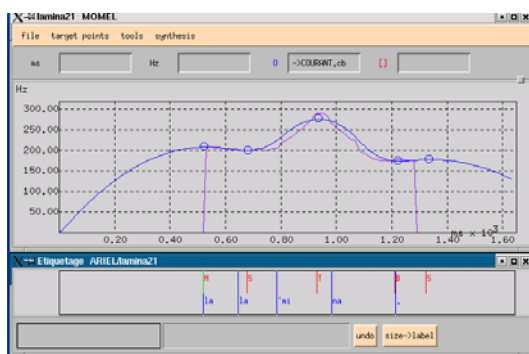 lamina21 MOMEL
file target points tools synthesis
ms Hz 0 ->COURANT.cb []
Hz
300.00
250.00
200.00
150.00
100.00
50.00
ms × 10³
0.20 0.40 0.60 0.80 1.00 1.20 1.40 1.60
Etiquetage ARIEL/lamina21
M S T B S
la la 'mi na .
undo size->label